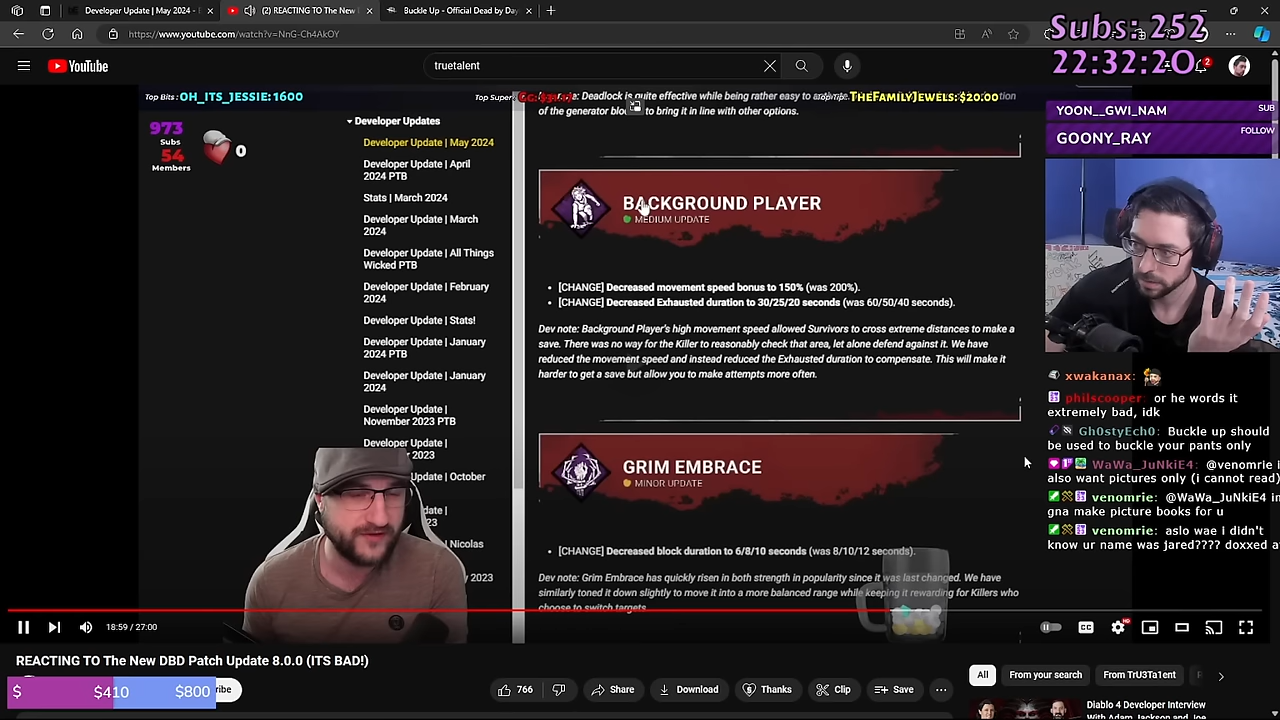 Developer Update | May 2024 -
(2) REACTING TO The New
Buckle Up - Official Dead by Day
https://www.youtube.com/watch?v=NnG-Ch4AkOY
Subs: 252
22:32:20
YouTube
truetalent
2
Top Bits: OH_ITS_JESSIE: 1600
Top Super
THEFAMILYJEWELS: $20.00
973
Subs
54
Members
0
Developer Updates
Developer Update | May 2024
Developer Update | April
2024 PTB
Stats | March 2024
Developer Update | March
2024
Developer Update | All Things
Wicked PTB
Developer Update | February
2024
Developer Update | Stats!
Developer Update | January
2024 PTB
Developer Update | January
2024
Developer Update |
November 2023 PTB
Developer Update |
2023
Update | October
Nicolas
2023
note: Deadlock is quite effective while being rather easy to
of the generator to bring it in line with other options.
BACKGROUND PLAYER
MEDIUM UPDATE
• [CHANGE] Decreased movement speed bonus to 150% (was 200%).
• [CHANGE] Decreased Exhausted duration to 30/25/20 seconds (was 60/50/40 seconds).
Dev note: Background Player's high movement speed allowed Survivors to cross extreme distances to make a
save. There was no way for the Killer to reasonably check that area, let alone defend against it. We have
reduced the movement speed and instead reduced the Exhausted duration to compensate. This will make it
harder to get a save but allow you to make attempts more often.
GRIM EMBRACE
MINOR UPDATE
• [CHANGE] Decreased block duration to 6/8/10 seconds (was 8/10/12 seconds).
Dev note: Grim Embrace has quickly risen in both strength in popularity since it was last changed. We have
similarly toned it down slightly to move it into a more balanced range while keeping it rewarding for Killers who
choose to switch targets.
YOON__GWI_NAM SUB
GOONY_RAY FOLLOW
xwakanax:
philscooper: or he words it
extremely bad, idk
Gh0styEch0: Buckle up should
be used to buckle your pants only
WaWa_JuNkiE4: @venomrie i
also want pictures only (i cannot read)
venomrie: @WaWa_JuNkiE4 im
gna make picture books for u
venomrie: aslo wae i didn't
know ur name was jared???? doxxed a
18:59 / 27:00
CC
HD
REACTING TO The New DBD Patch Update 8.0.0 (ITS BAD!)
$ $410 $800
ibe
766
Share
Download
Thanks
Clip
Save
All
From your search
From TrU3Ta1ent
Diablo 4 Developer Interview
With Adam Jackson and Joe